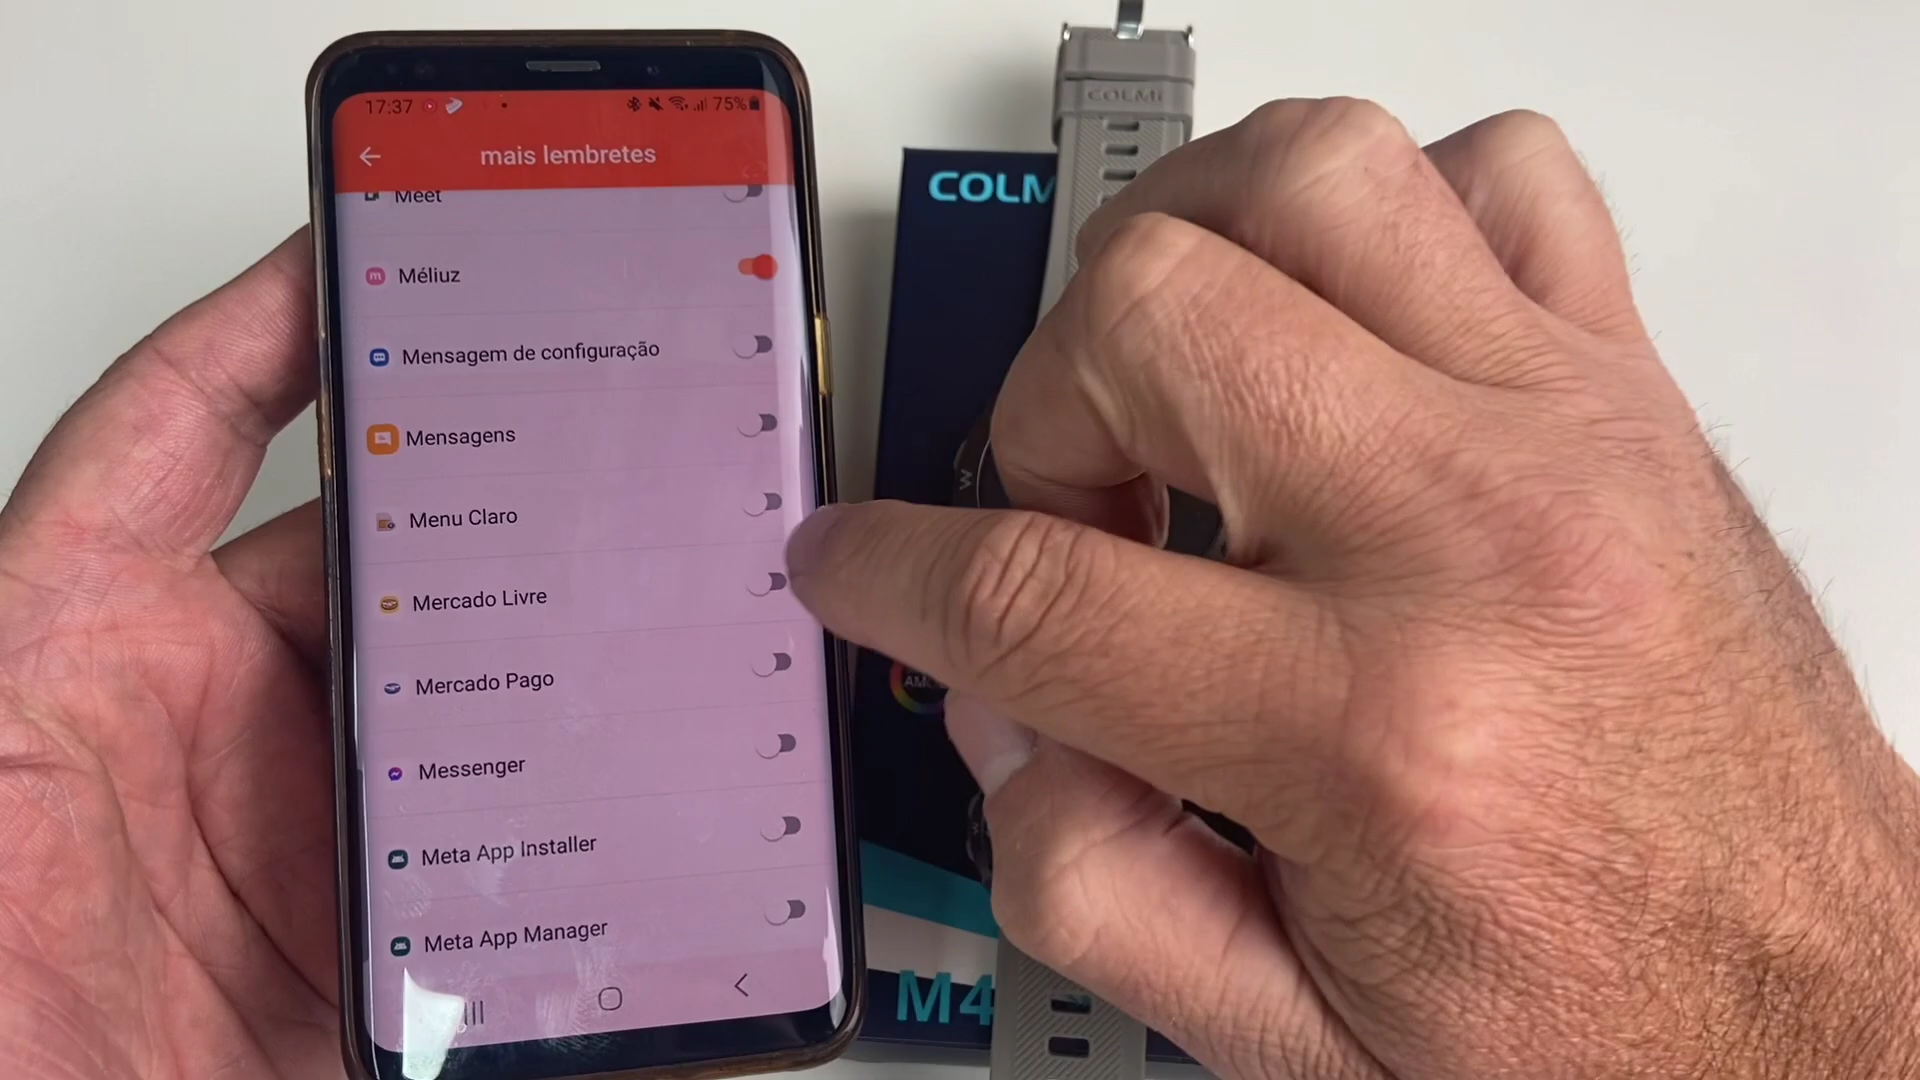 17:37
75%
mais lembretes
Meet
Méliuz
Mensagem de configuração
Mensagens
Menu Claro
Mercado Livre
Mercado Pago
Messenger
Meta App Installer
Meta App Manager
COLMI
COLM
W
AM
M4